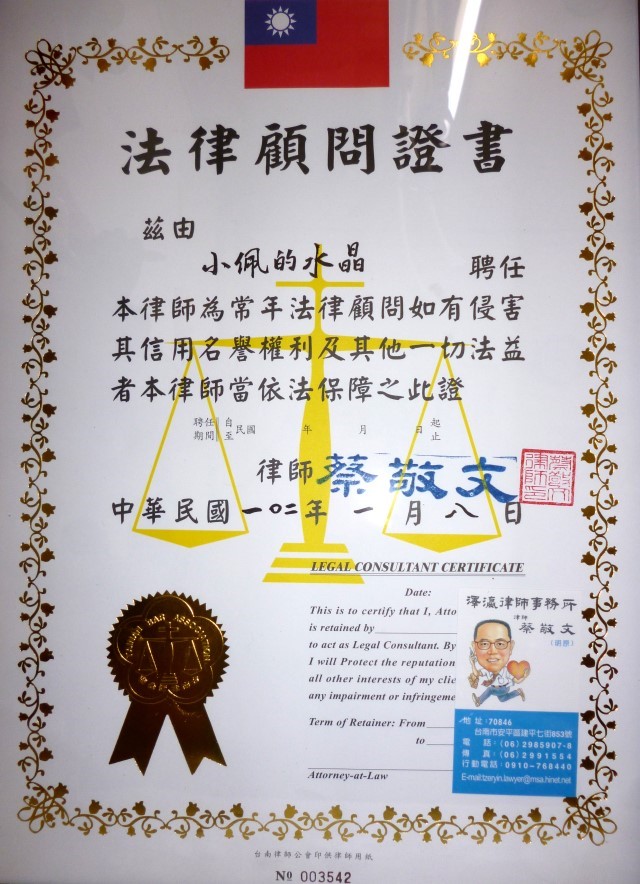 法律顧問證書
茲由
小佩的水晶 聘任
本律師為常年法律顧問如有侵害
其信用名譽權利及其他一切法益
者本律師當依法保障之此證
聘任期間 自至 民國 年 月 日 起止
律師 蔡敬文
中華民國一〇二年一月八日
LEGAL CONSULTANT CERTIFICATE
Date:
This is to certify that I, Atto
is retained by
to act as Legal Consultant. By
I will Protect the reputation
all other interests of my clie
any impairment or infringeme
Term of Retainer: From
to
Attorney-at-Law
澤瀛律師事務所
律師 蔡敬文
地 址:70846
台南市安平區建平七街853號
電 話:(06)2985907-8
傳 真:(06)2991554
行動電話:0910-768440
E-mail:tzeryin.lawyer@msa.hinet.net
BAR ASSOCIATION
台南律師公會印供律師用紙
№ 003542